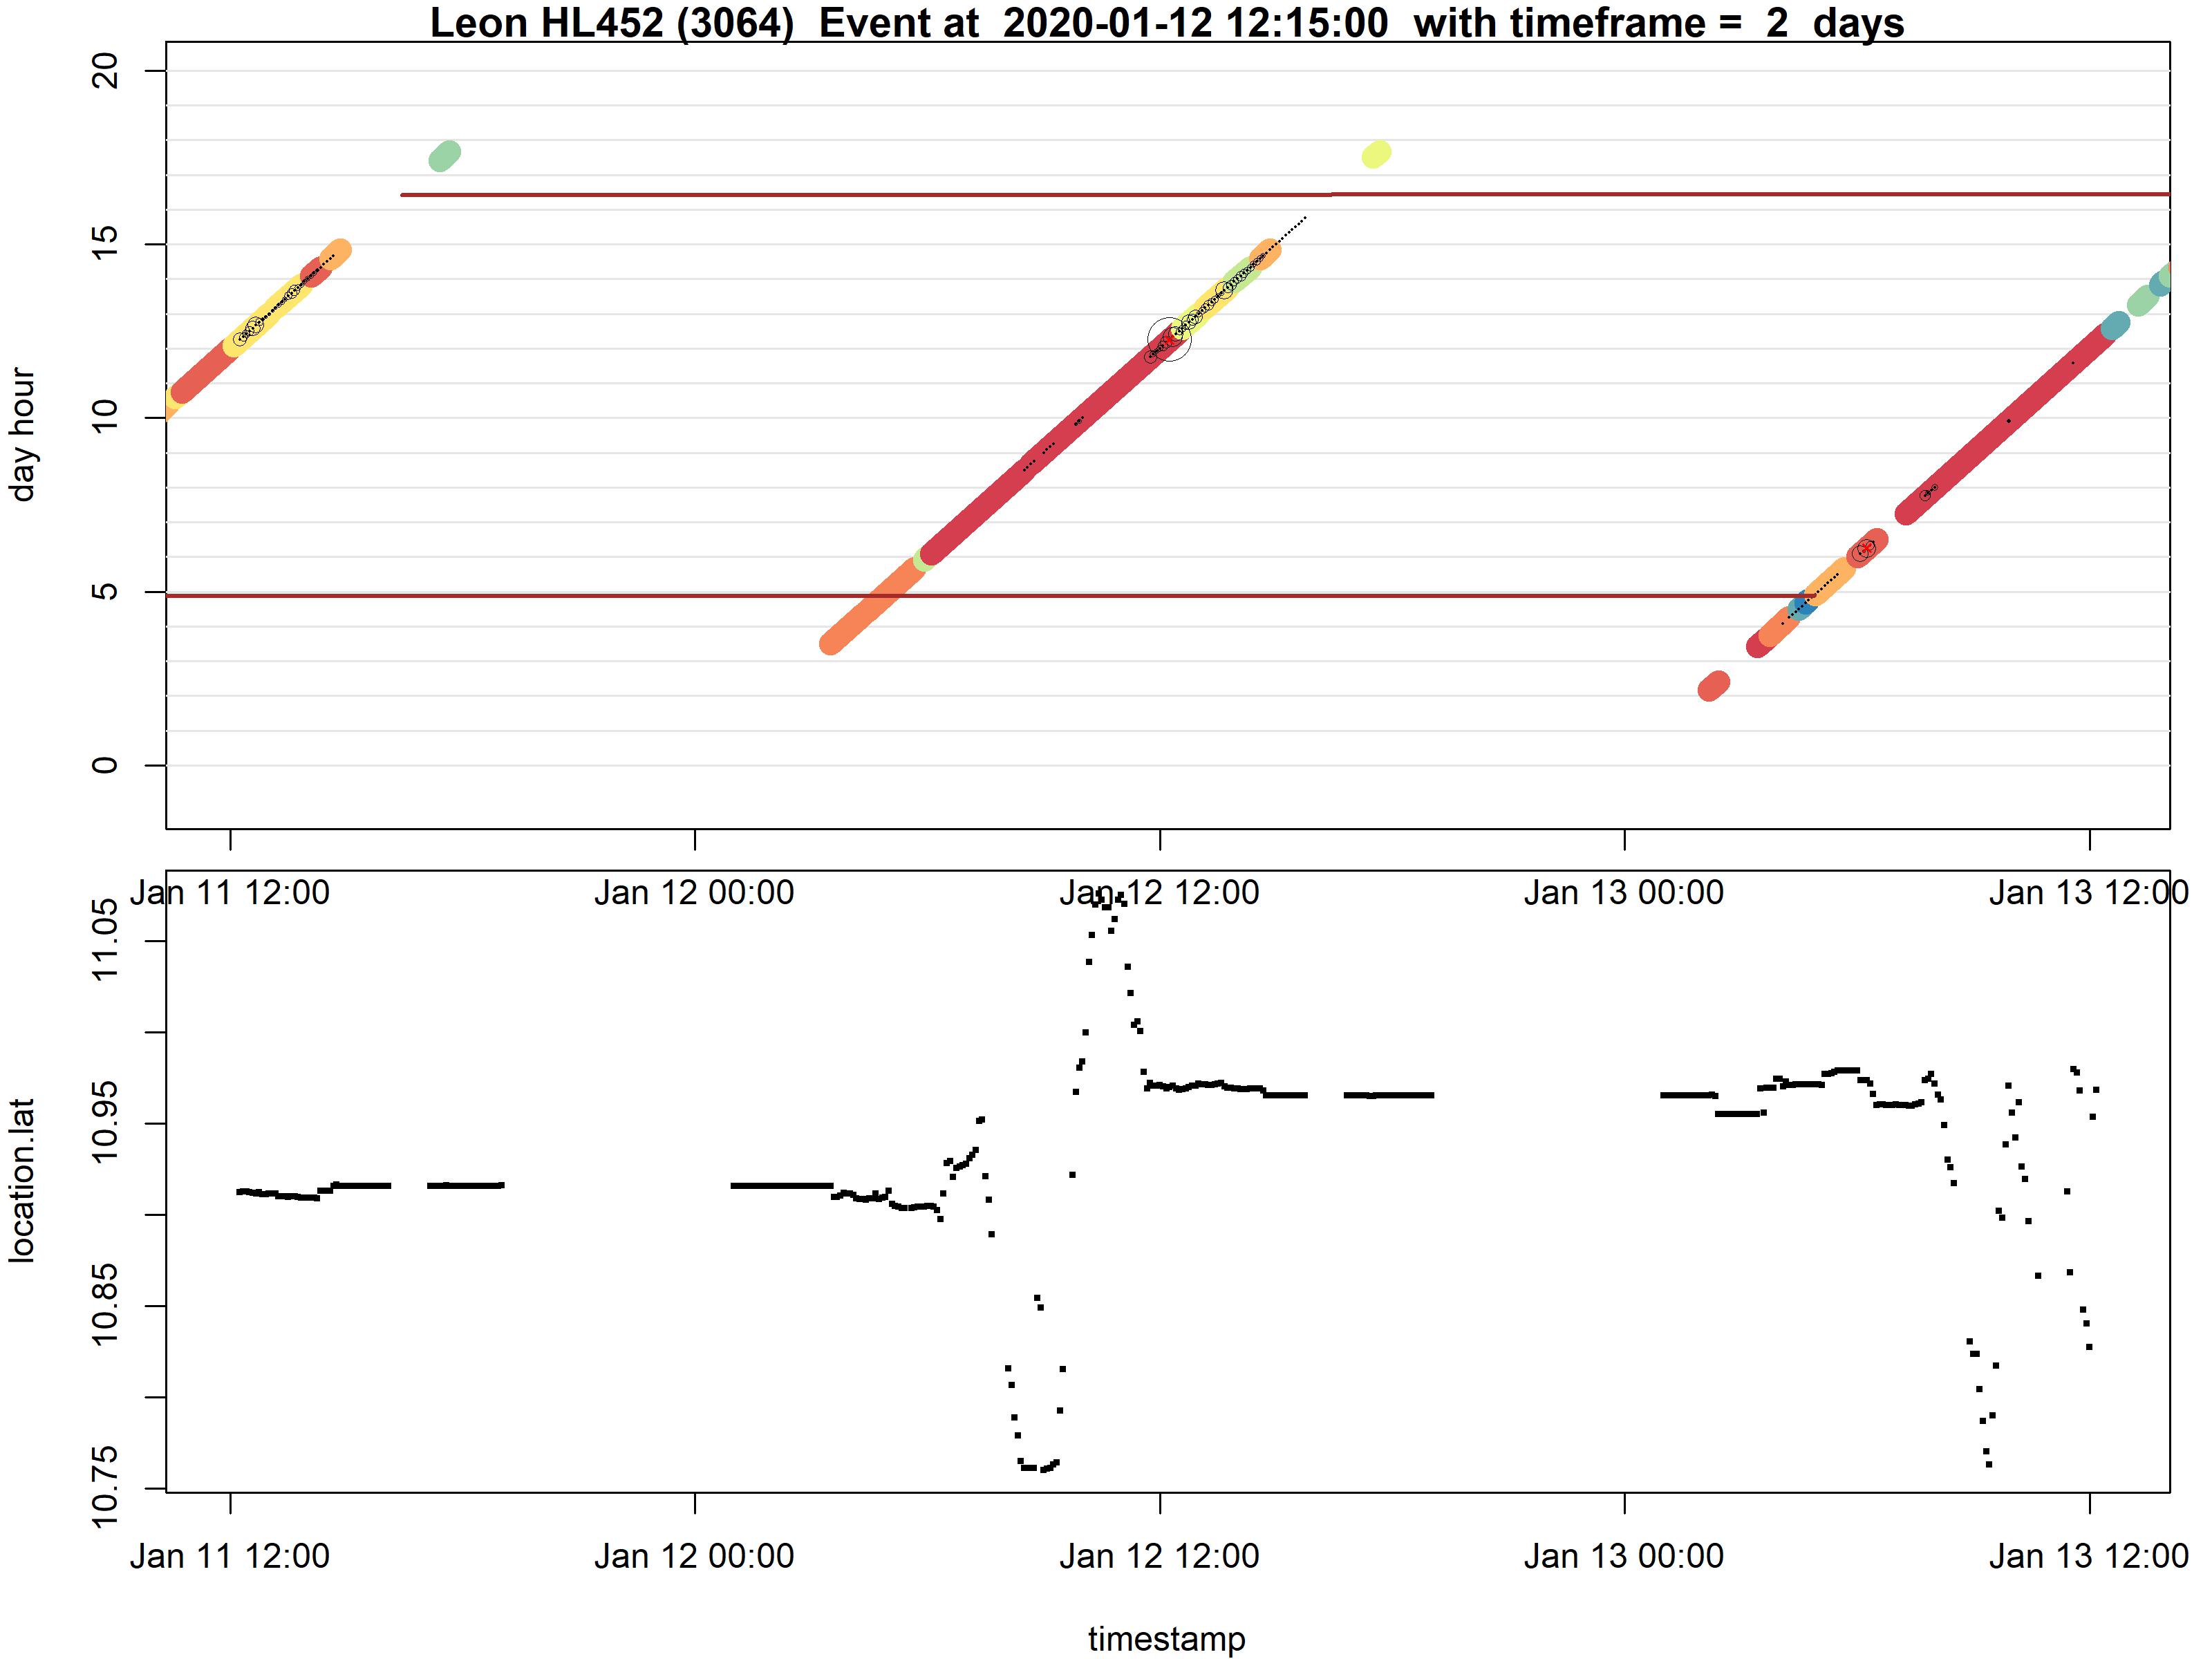 Leon HL452 (3064)  Event at  2020-01-12 12:15:00  with timeframe =  2  days
20
15
10
5
0
day hour
Jan 11 12:00
Jan 12 00:00
Jan 12 12:00
Jan 13 00:00
Jan 13 12:00
11.05
10.95
10.85
10.75
location.lat
Jan 11 12:00
Jan 12 00:00
Jan 12 12:00
Jan 13 00:00
Jan 13 12:00
timestamp